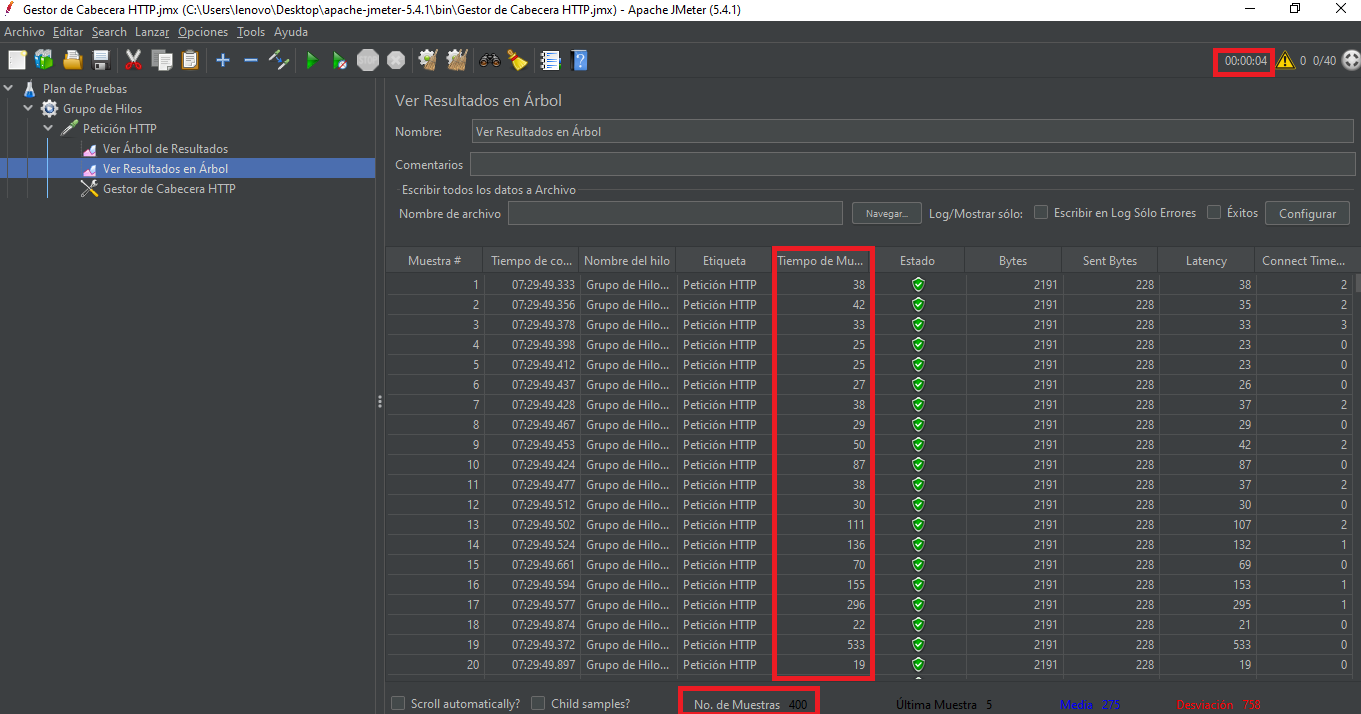 Gestor de Cabecera HTTP.jmx (C:\Users\lenovo\Desktop\apache-jmeter-5.4.1\bin\Gestor de Cabecera HTTP.jmx) - Apache JMeter (5.4.1)
Archivo Editar Search Lanzar Opciones Tools Ayuda
00:00:04 0 0/40
Plan de Pruebas
Grupo de Hilos
Petición HTTP
Ver Árbol de Resultados
Ver Resultados en Árbol
Gestor de Cabecera HTTP
Ver Resultados en Árbol
Nombre: Ver Resultados en Árbol
Comentarios
Escribir todos los datos a Archivo
Nombre de archivo Navegar... Log/Mostrar sólo: Escribir en Log Sólo Errores Éxitos Configurar
Muestra # Tiempo de co... Nombre del hilo Etiqueta Tiempo de Mu... Estado Bytes Sent Bytes Latency Connect Time...
1 07:29:49.333 Grupo de Hilo... Petición HTTP 38 2191 228 38 2
2 07:29:49.356 Grupo de Hilo... Petición HTTP 42 2191 228 35 2
3 07:29:49.378 Grupo de Hilo... Petición HTTP 33 2191 228 33 3
4 07:29:49.398 Grupo de Hilo... Petición HTTP 25 2191 228 23 0
5 07:29:49.412 Grupo de Hilo... Petición HTTP 25 2191 228 23 0
6 07:29:49.437 Grupo de Hilo... Petición HTTP 27 2191 228 26 0
7 07:29:49.428 Grupo de Hilo... Petición HTTP 38 2191 228 37 2
8 07:29:49.467 Grupo de Hilo... Petición HTTP 29 2191 228 29 0
9 07:29:49.453 Grupo de Hilo... Petición HTTP 50 2191 228 42 2
10 07:29:49.424 Grupo de Hilo... Petición HTTP 87 2191 228 87 0
11 07:29:49.477 Grupo de Hilo... Petición HTTP 38 2191 228 37 2
12 07:29:49.512 Grupo de Hilo... Petición HTTP 30 2191 228 30 0
13 07:29:49.502 Grupo de Hilo... Petición HTTP 111 2191 228 107 2
14 07:29:49.524 Grupo de Hilo... Petición HTTP 136 2191 228 132 1
15 07:29:49.661 Grupo de Hilo... Petición HTTP 70 2191 228 69 0
16 07:29:49.594 Grupo de Hilo... Petición HTTP 155 2191 228 153 1
17 07:29:49.577 Grupo de Hilo... Petición HTTP 296 2191 228 295 1
18 07:29:49.874 Grupo de Hilo... Petición HTTP 22 2191 228 21 0
19 07:29:49.372 Grupo de Hilo... Petición HTTP 533 2191 228 533 0
20 07:29:49.897 Grupo de Hilo... Petición HTTP 19 2191 228 19 0
Scroll automatically? Child samples? No. de Muestras 400 Última Muestra 5 Media 275 Desviación 758